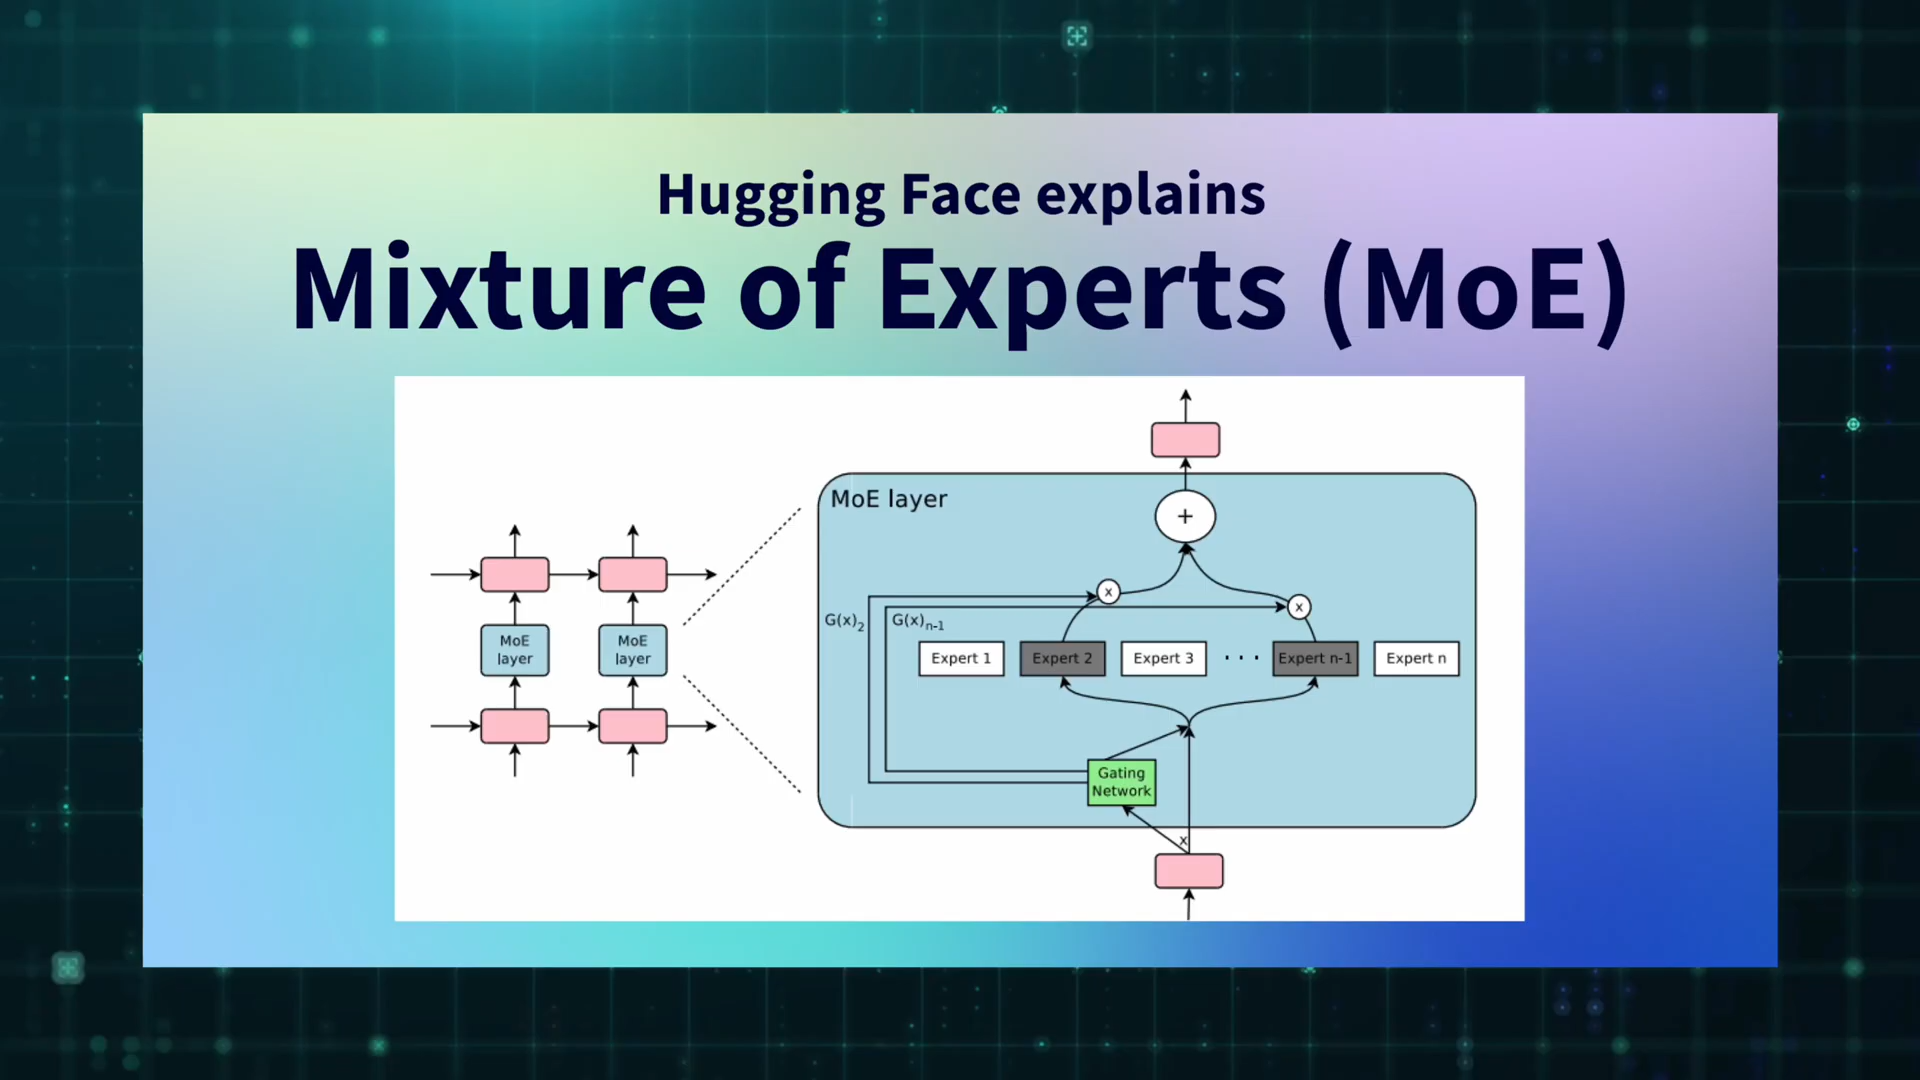 Hugging Face explains
Mixture of Experts (MoE)
MoE layer
+
x
x
G(x)2
G(x)n-1
MoE
layer
MoE
layer
Expert 1
Expert 2
Expert 3
...
Expert n-1
Expert n
Gating
Network
x